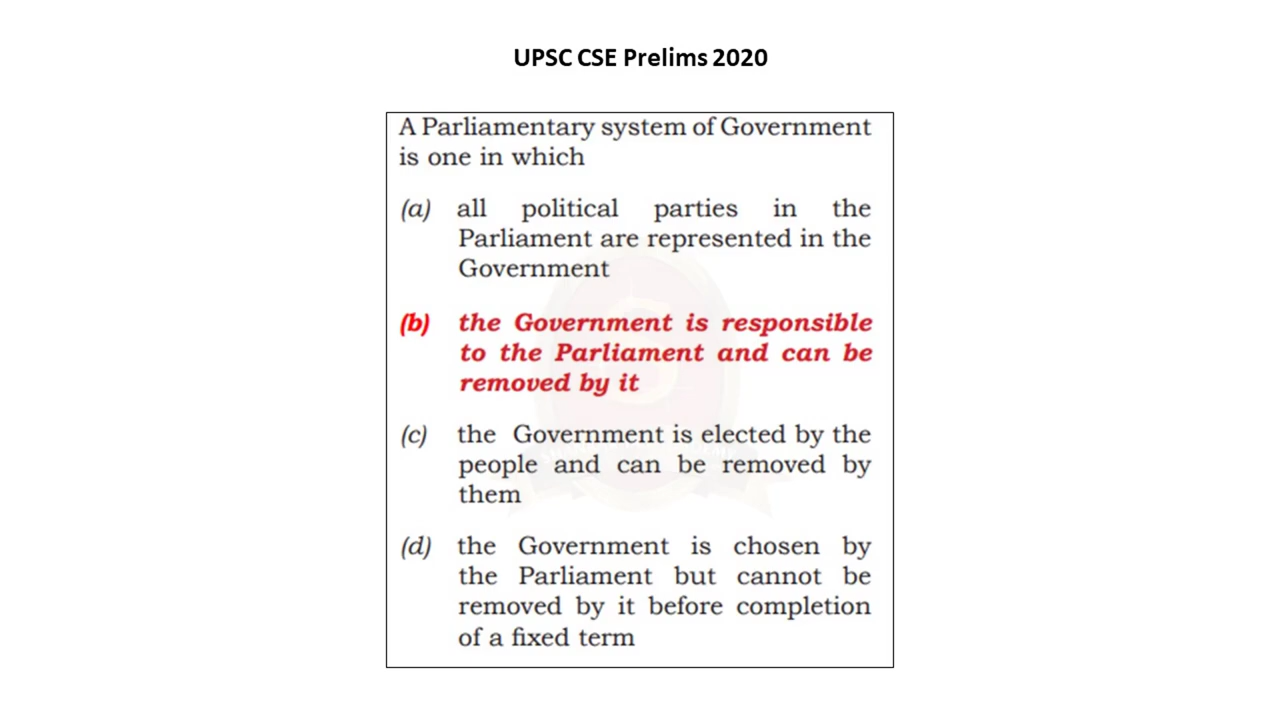 UPSC CSE Prelims 2020
A Parliamentary system of Government
is one in which
(a) all political parties in the
Parliament are represented in the
Government
(b) the Government is responsible
to the Parliament and can be
removed by it
(c) the Government is elected by the
people and can be removed by
them
(d) the Government is chosen by
the Parliament but cannot be
removed by it before completion
of a fixed term